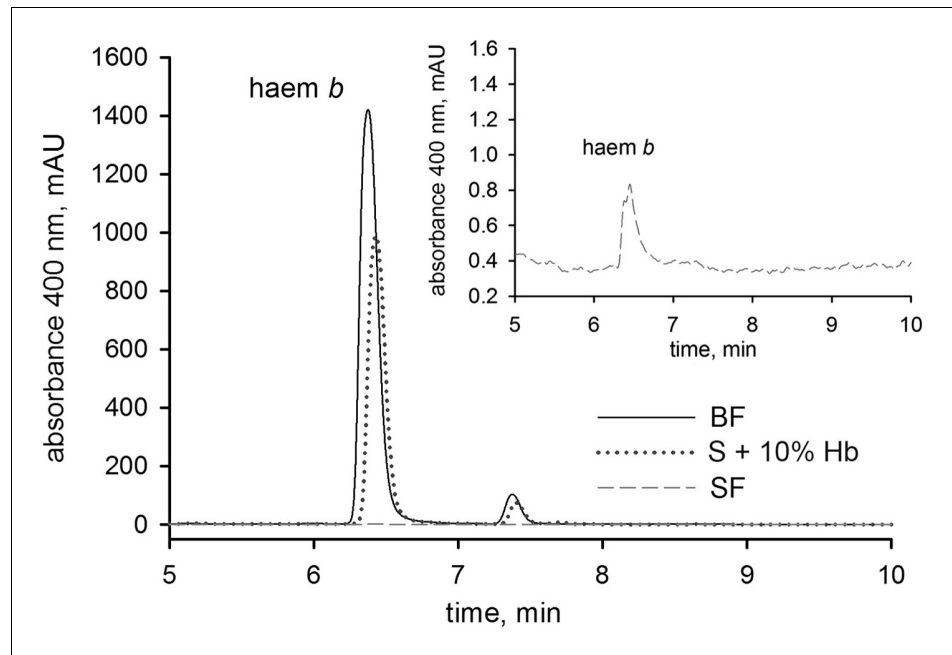 1600
1400
1200
1000
800
600
400
200
0
absorbance 400 nm, mAU
haem b
5 6 7 8 9 10
time, min
1.6
1.4
1.2
1.0
0.8
0.6
0.4
0.2
absorbance 400 nm, mAU
haem b
5 6 7 8 9 10
time, min
BF
S + 10% Hb
SF